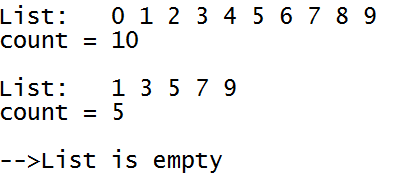 List:   0 1 2 3 4 5 6 7 8 9
count = 10
List:   1 3 5 7 9
count = 5
-->List is empty